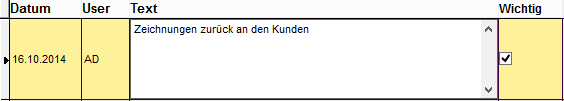 Datum User Text Wichtig
16.10.2014 AD Zeichnungen zurück an den Kunden